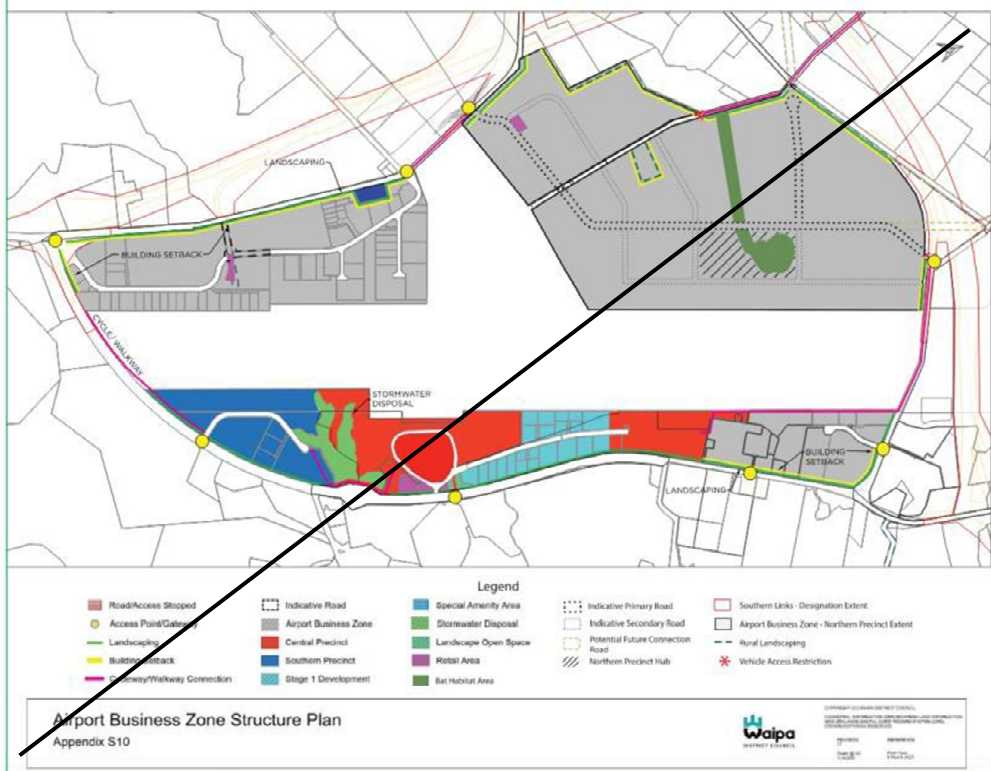 LANDSCAPING
BUILDING SETBACK
CYCLE/ WALKWAY
STORMWATER
DISPOSAL
BUILDING
SETBACK
LANDSCAPING
Legend
Road/Access Stopped
Access Point/Gateway
Landscaping
Building Setback
Walkway Connection
Indicative Road
Airport Business Zone
Central Precinct
Southern Precinct
Stage 1 Development
Special Amenity Area
Stormwater Disposal
Landscape Open Space
Retail Area
Bat Habitat Area
Indicative Primary Road
Indicative Secondary Road
Potential Future Connection
Road
Northern Precinct Hub
Southern Links - Designation Extent
Airport Business Zone - Northern Precinct Extent
Rural Landscaping
Vehicle Access Restriction
Airport Business Zone Structure Plan
Appendix S10
Waipa
DISTRICT COUNCIL